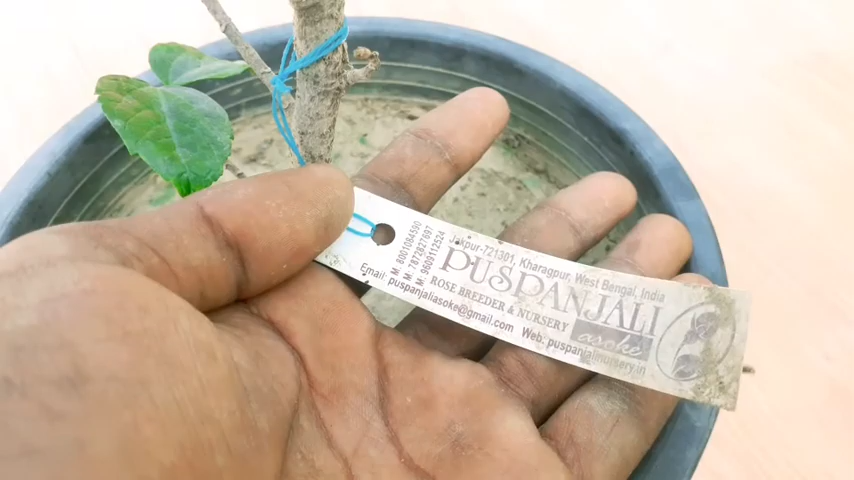 M: 8001084590
M: 7872827697
M: 9609112524
Jakpur-721301, Kharagpur, West Bengal, India
PUSPANJALI
ROSE BREEDER & NURSERY
asoke
Email: puspanjaliasoke@gmail.com Web: puspanjalinursery.in